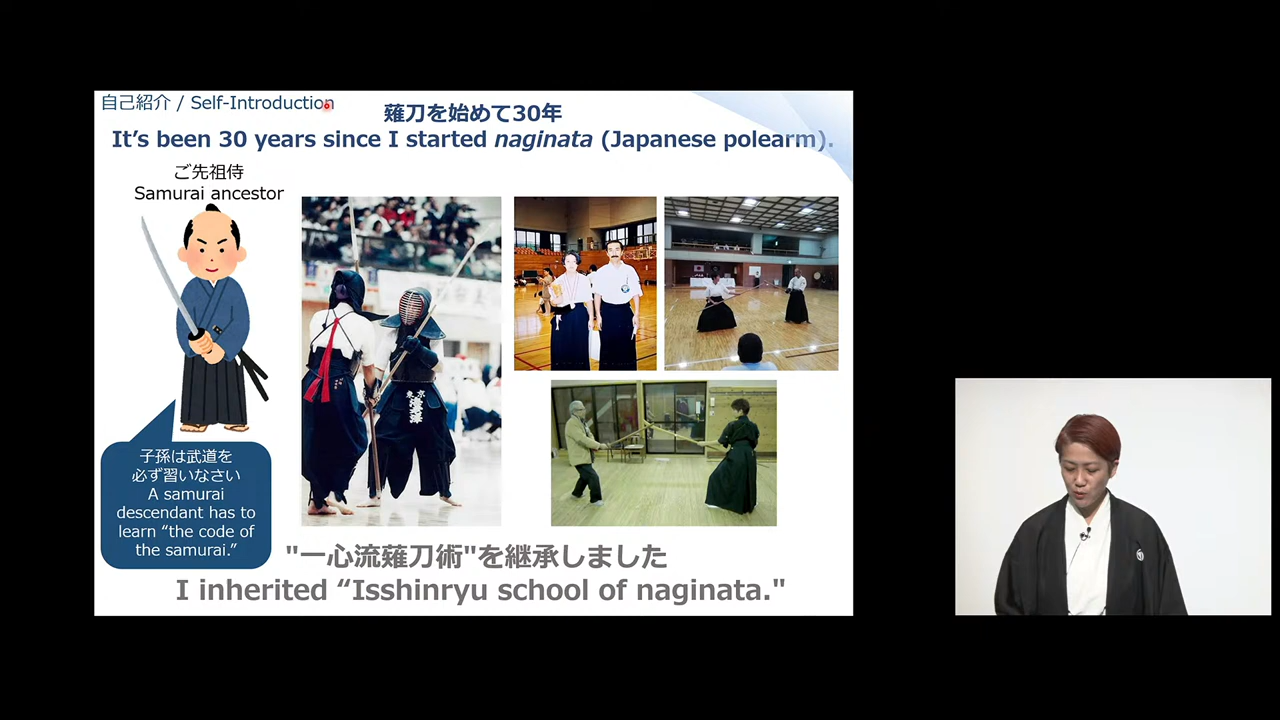 自己紹介 / Self-Introduction
薙刀を始めて30年
It’s been 30 years since I started naginata (Japanese polearm).
ご先祖侍
Samurai ancestor
子孫は武道を
必ず習いなさい
A samurai
descendant has to
learn “the code of
the samurai.”
"一心流薙刀術"を継承しました
I inherited “Isshinryu school of naginata."